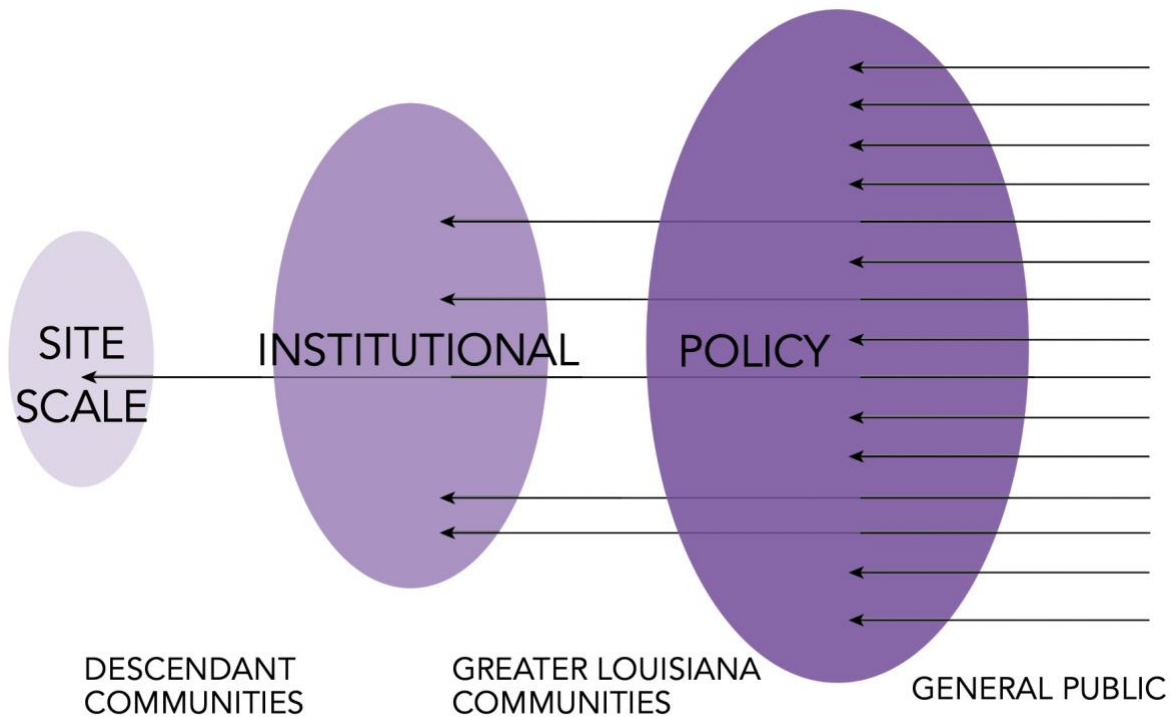 SITE
SCALE
INSTITUTIONAL
POLICY
DESCENDANT
COMMUNITIES
GREATER LOUISIANA
COMMUNITIES
GENERAL PUBLIC